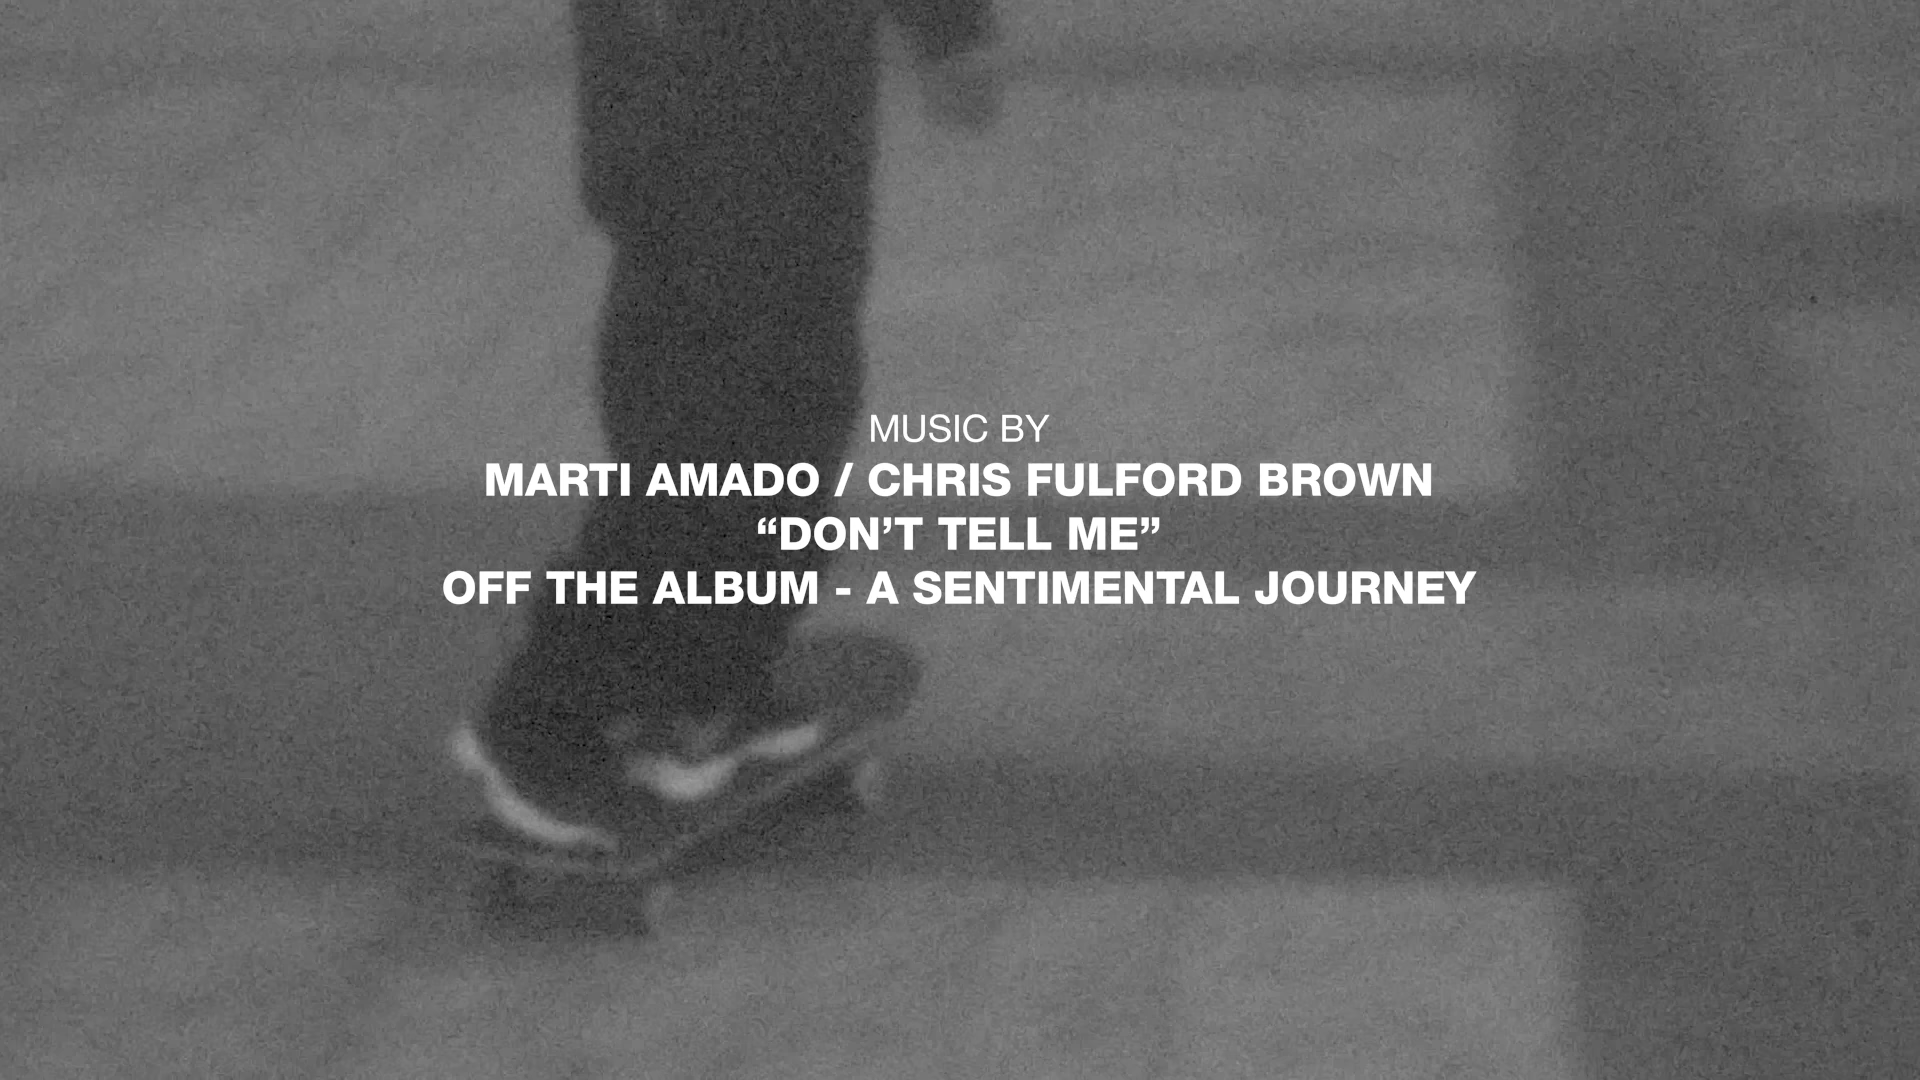 MUSIC BY
MARTI AMADO / CHRIS FULFORD BROWN
“DON’T TELL ME”
OFF THE ALBUM - A SENTIMENTAL JOURNEY